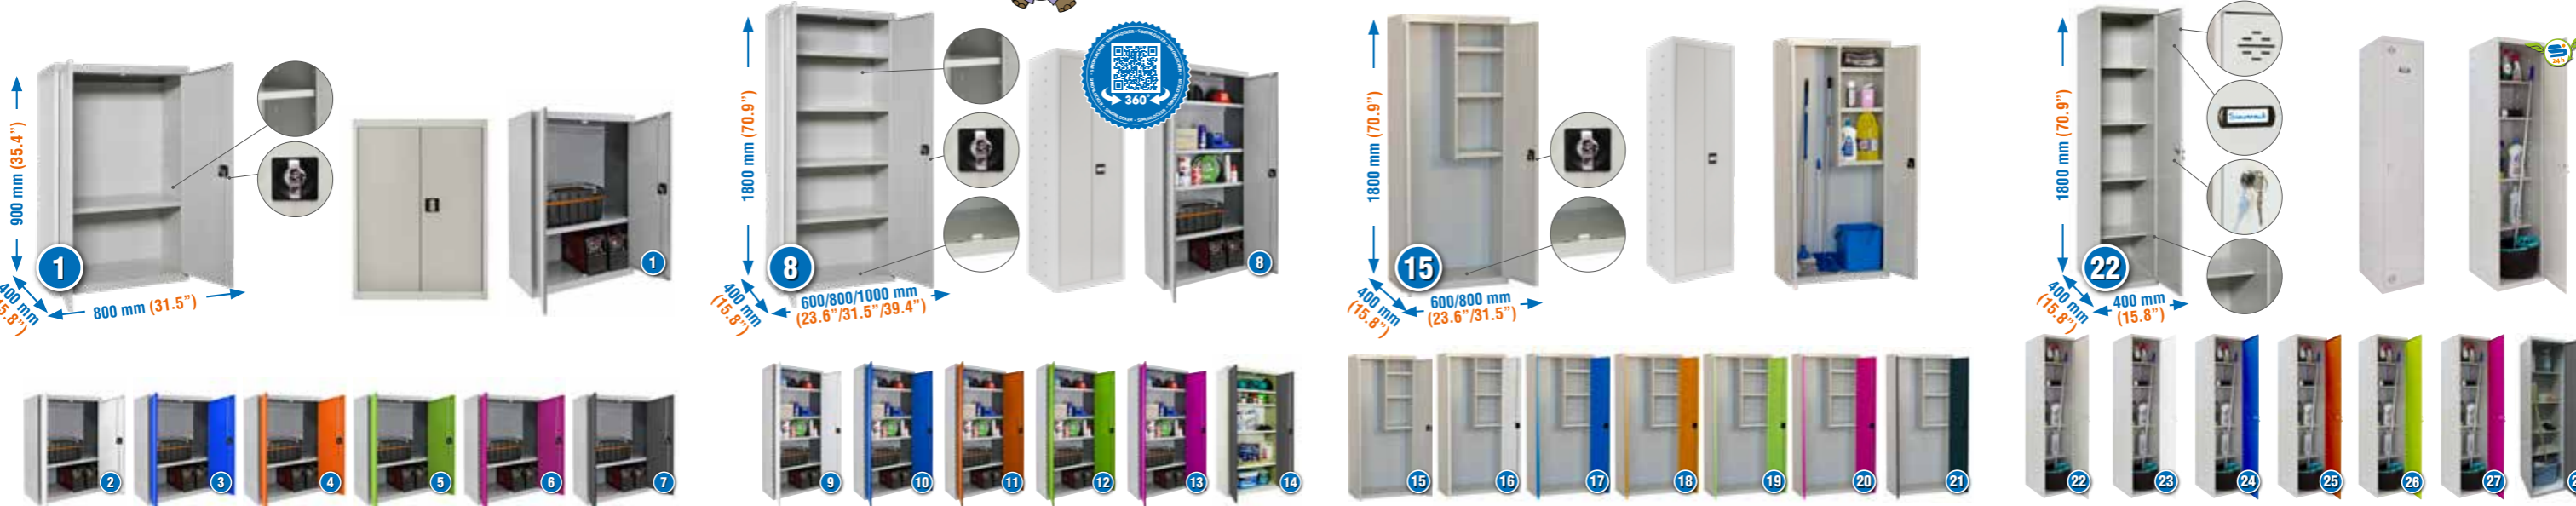 900 mm (35.4”)
1
400 mm
800 mm (31.5”)
1
1800 mm (70.9”)
8
400 mm
(15.8”)
600/800/1000 mm
(23.6”/31.5”/39.4”)
360°
8
1800 mm (70.9”)
15
400 mm
(15.8”)
600/800 mm
(23.6”/31.5”)
1800 mm (70.9”)
22
400 mm
(15.8”)
400 mm
(15.8”)
24h
2
3
4
5
6
7
9
10
11
12
13
14
15
16
17
18
19
20
21
22
23
24
25
26
27